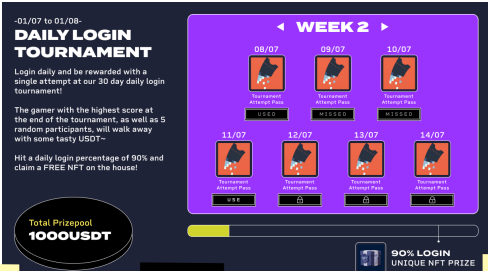 -01/07 to 01/08-
DAILY LOGIN
TOURNAMENT
Login daily and be rewarded with a
single attempt at our 30 day daily login
tournament!
The gamer with the highest score at
the end of the tournament, as well as 5
random participants, will walk away
with some tasty USDT~
Hit a daily login percentage of 90% and
claim a FREE NFT on the house!
Total Prizepool
1000USDT
WEEK 2
08/07 09/07 10/07
Tournament Attempt Pass
Tournament Attempt Pass
Tournament Attempt Pass
USED MISSED MISSED
11/07 12/07 13/07 14/07
Tournament Attempt Pass
Tournament Attempt Pass
Tournament Attempt Pass
Tournament Attempt Pass
USE
90% LOGIN
UNIQUE NFT PRIZE